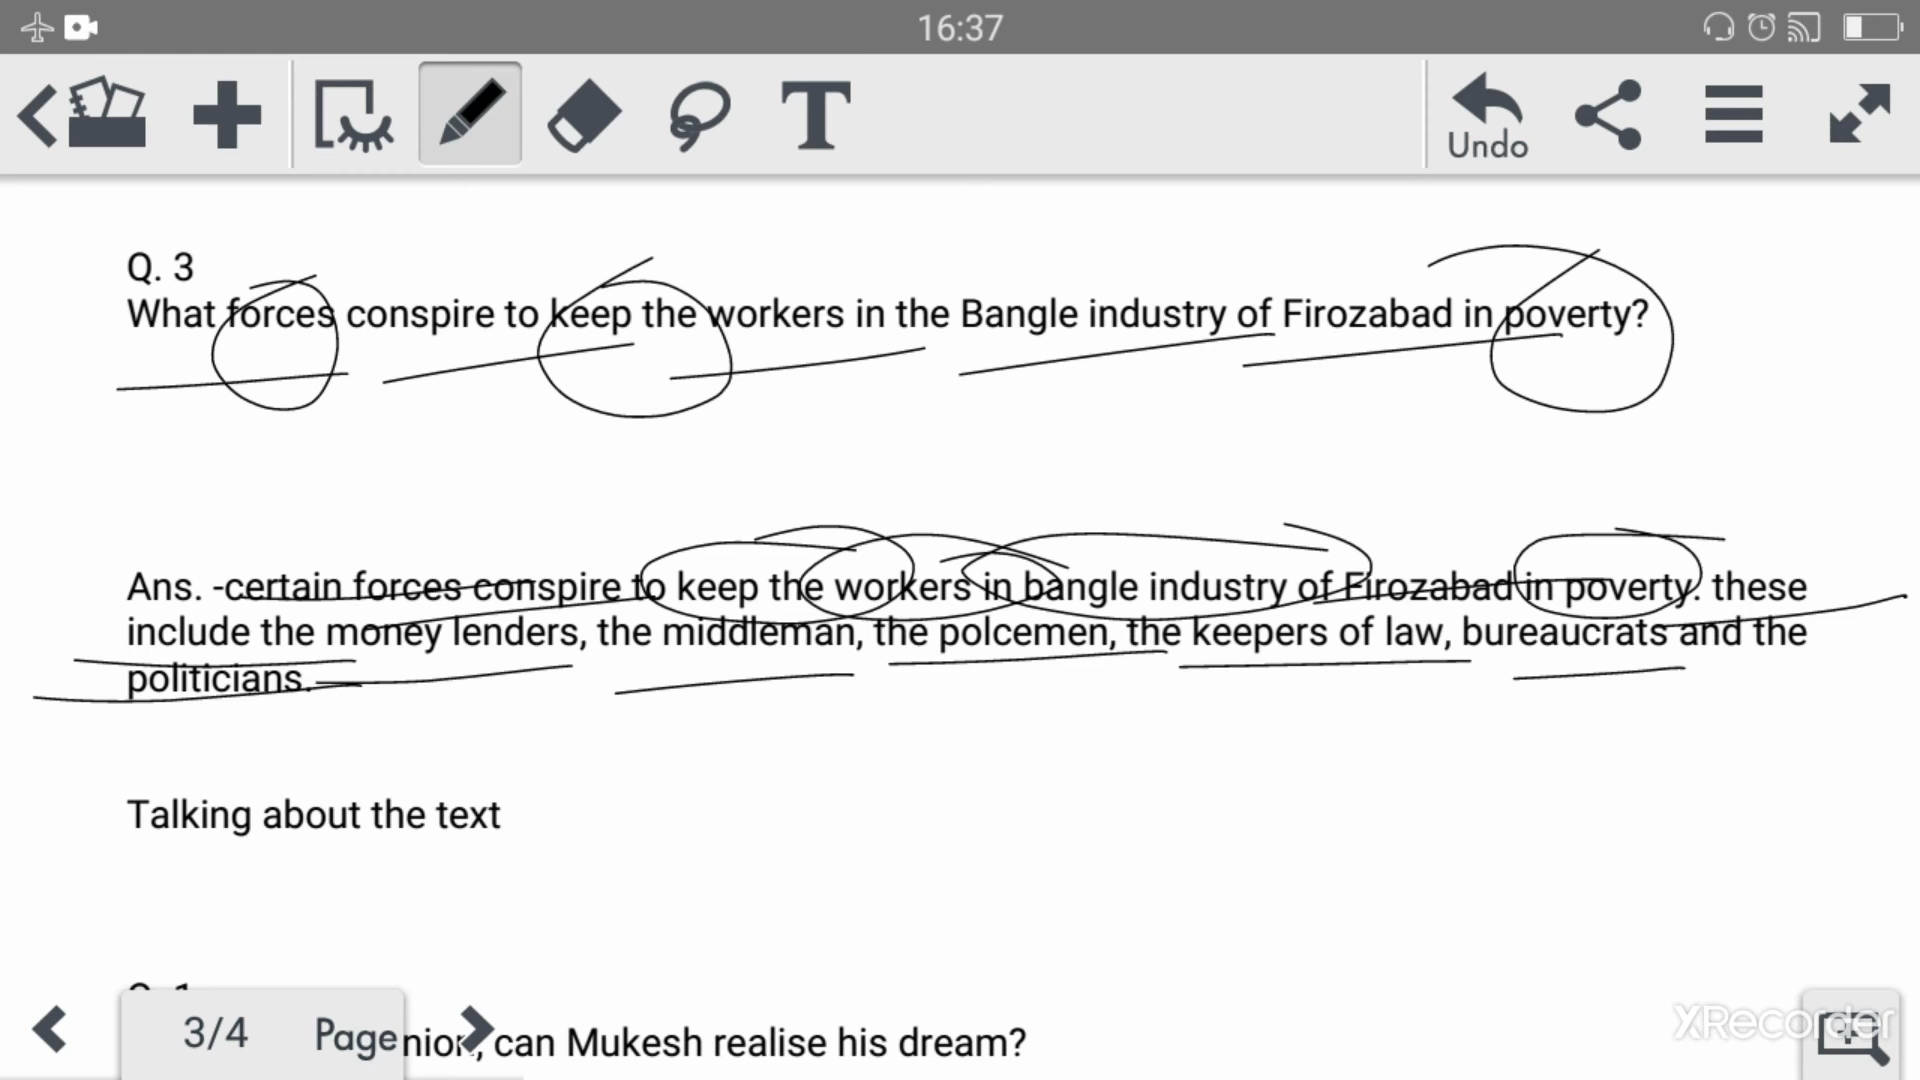 16:37
T
Undo
Q. 3
What forces conspire to keep the workers in the Bangle industry of Firozabad in poverty?
Ans. -certain forces conspire to keep the workers in bangle industry of Firozabad in poverty. these
include the money lenders, the middleman, the polcemen, the keepers of law, bureaucrats and the
politicians.
Talking about the text
3/4 Page
can Mukesh realise his dream?
XRecorder